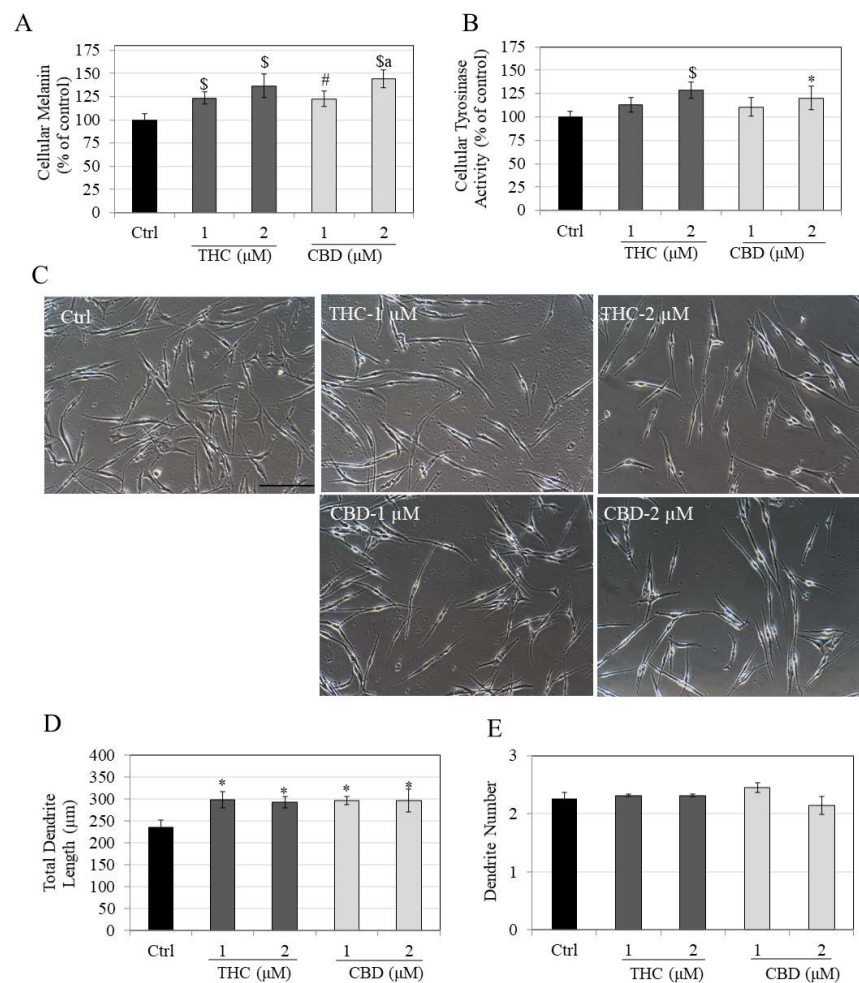 A
Cellular Melanin
(% of control)
175
150
125
100
75
50
25
0
$
$
#
$a
Ctrl
1
2
1
2
THC (μM)
CBD (μM)
B
Cellular Tyrosinase
Activity (% of control)
175
150
125
100
75
50
25
0
$
*
Ctrl
1
2
1
2
THC (μM)
CBD (μM)
C
Ctrl
THC-1 μM
THC-2 μM
CBD-1 μM
CBD-2 μM
D
Total Dendrite
Length (μm)
400
350
300
250
200
150
100
50
0
*
*
*
*
Ctrl
1
2
1
2
THC (μM)
CBD (μM)
E
Dendrite Number
3
2
1
0
Ctrl
1
2
1
2
THC (μM)
CBD (μM)